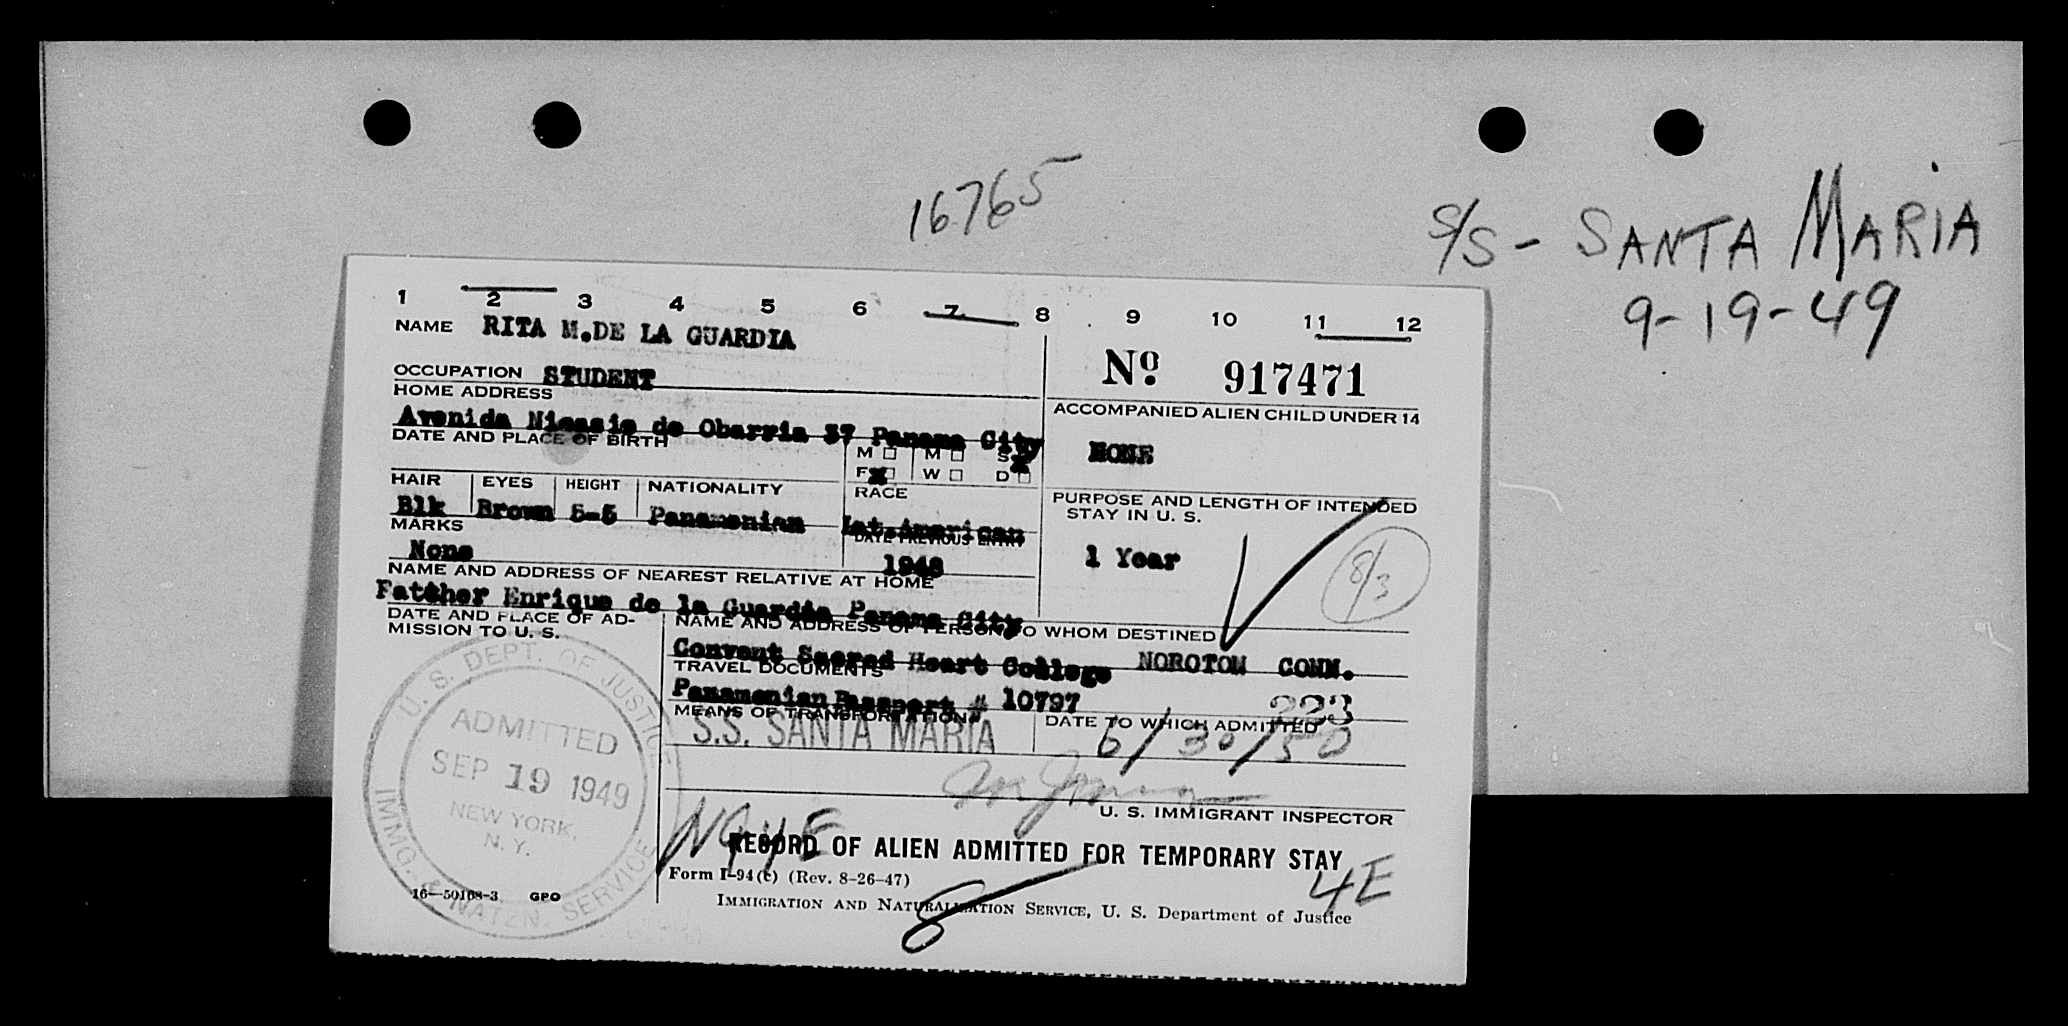 16765
S/S - SANTA MARIA
9-19-49
1 2 3 4 5 6 7 8 9 10 11 12
NAME RITA M.DE LA GUARDIA
Nº 917471
OCCUPATION STUDENT
HOME ADDRESS
ACCOMPANIED ALIEN CHILD UNDER 14
Avenida Nicasio de Obarria 37 Panama City
NONE
DATE AND PLACE OF BIRTH
M M S
F X W D
HAIR EYES HEIGHT NATIONALITY RACE
Blk Brown 5-5 Panamenian Lat.American
PURPOSE AND LENGTH OF INTENDED
STAY IN U. S.
MARKS DATE PREVIOUS ENTRY
None 1948
1 Year
8/3
NAME AND ADDRESS OF NEAREST RELATIVE AT HOME
Fatther Enrique de la Guardia Panama City
DATE AND PLACE OF AD-
MISSION TO U. S.
NAME AND ADDRESS OF PERSON TO WHOM DESTINED
Convent Sacred Heart College NOROTON CONN.
TRAVEL DOCUMENTS
Panamenian Passport # 10797
223
MEANS OF TRANSPORTATION
S.S. SANTA MARIA
DATE TO WHICH ADMITTED
6/30/50
U. S. DEPT. OF JUSTICE
ADMITTED
SEP 19 1949
NEW YORK,
N. Y.
IMMG. & NATZN. SERVICE
U. S. IMMIGRANT INSPECTOR
RECORD OF ALIEN ADMITTED FOR TEMPORARY STAY
4E
Form I-94(c) (Rev. 8-26-47)
16—50168-3 GPO
IMMIGRATION AND NATURALIZATION SERVICE, U. S. Department of Justice